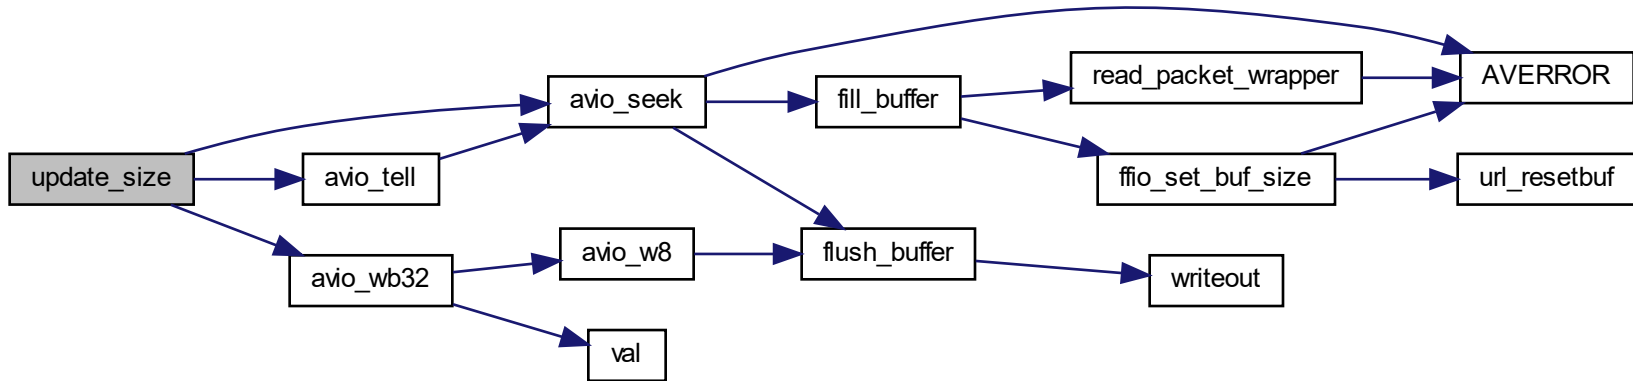 update_size
avio_tell
avio_wb32
avio_seek
avio_w8
val
fill_buffer
flush_buffer
read_packet_wrapper
ffio_set_buf_size
writeout
AVERROR
url_resetbuf